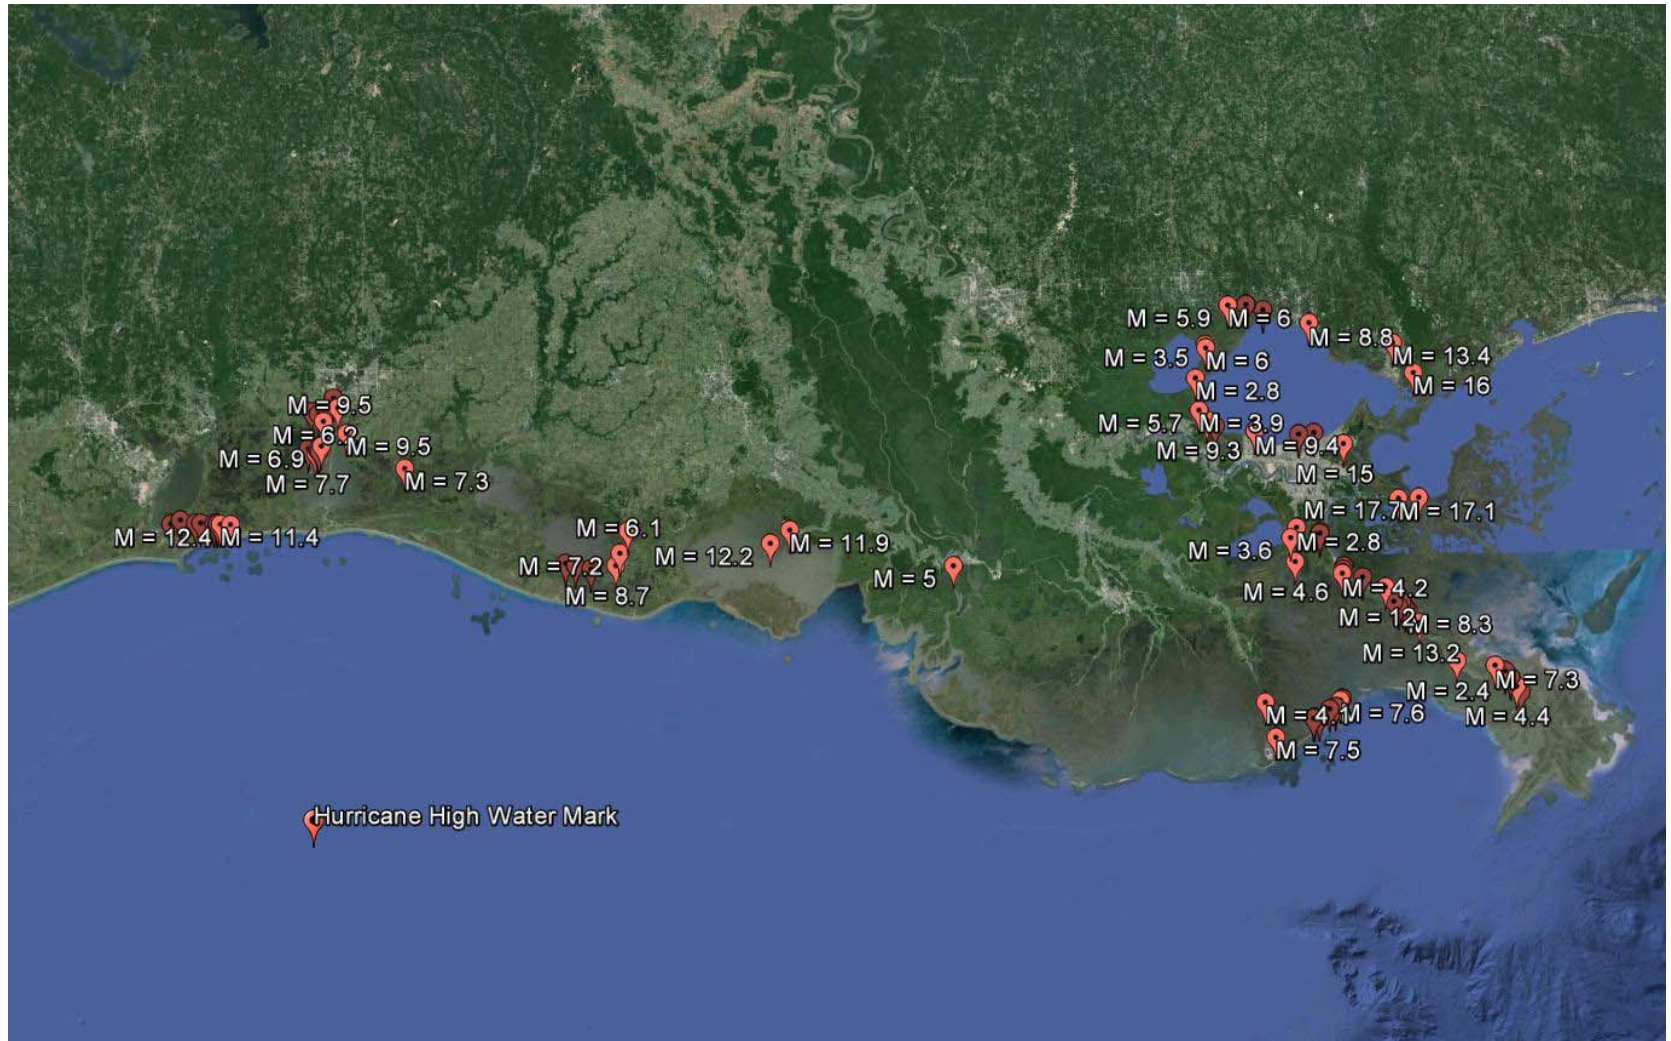 M = 5.9
M = 6
M = 8.8
M = 3.5
M = 6
M = 13.4
M = 16
M = 2.8
M = 9.5
M = 5.7
M = 3.9
M = 6.2
M = 9.5
M = 9.3
M = 9.4
M = 6.9
M = 7.7
M = 7.3
M = 15
M = 17.7
M = 17.1
M = 6.1
M = 12.4
M = 11.4
M = 12.2
M = 11.9
M = 3.6
M = 2.8
M = 7.2
M = 5
M = 8.7
M = 4.6
M = 4.2
M = 12
M = 8.3
M = 13.2
M = 7.3
M = 2.4
M = 4.1
M = 7.6
M = 4.4
M = 7.5
Hurricane High Water Mark